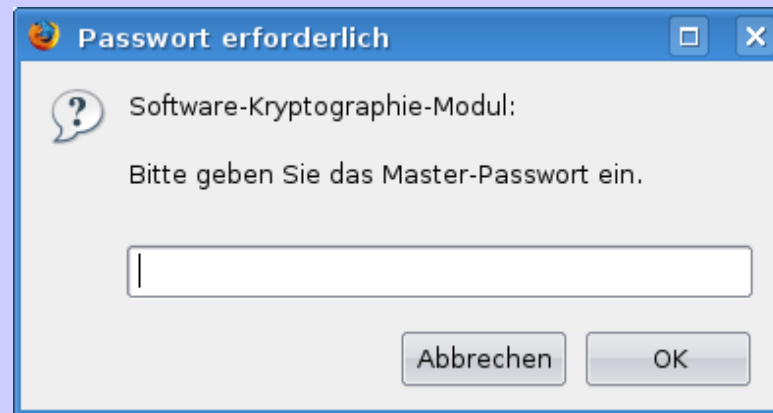 Passwort erforderlich
Software-Kryptographie-Modul:
Bitte geben Sie das Master-Passwort ein.
Abbrechen OK